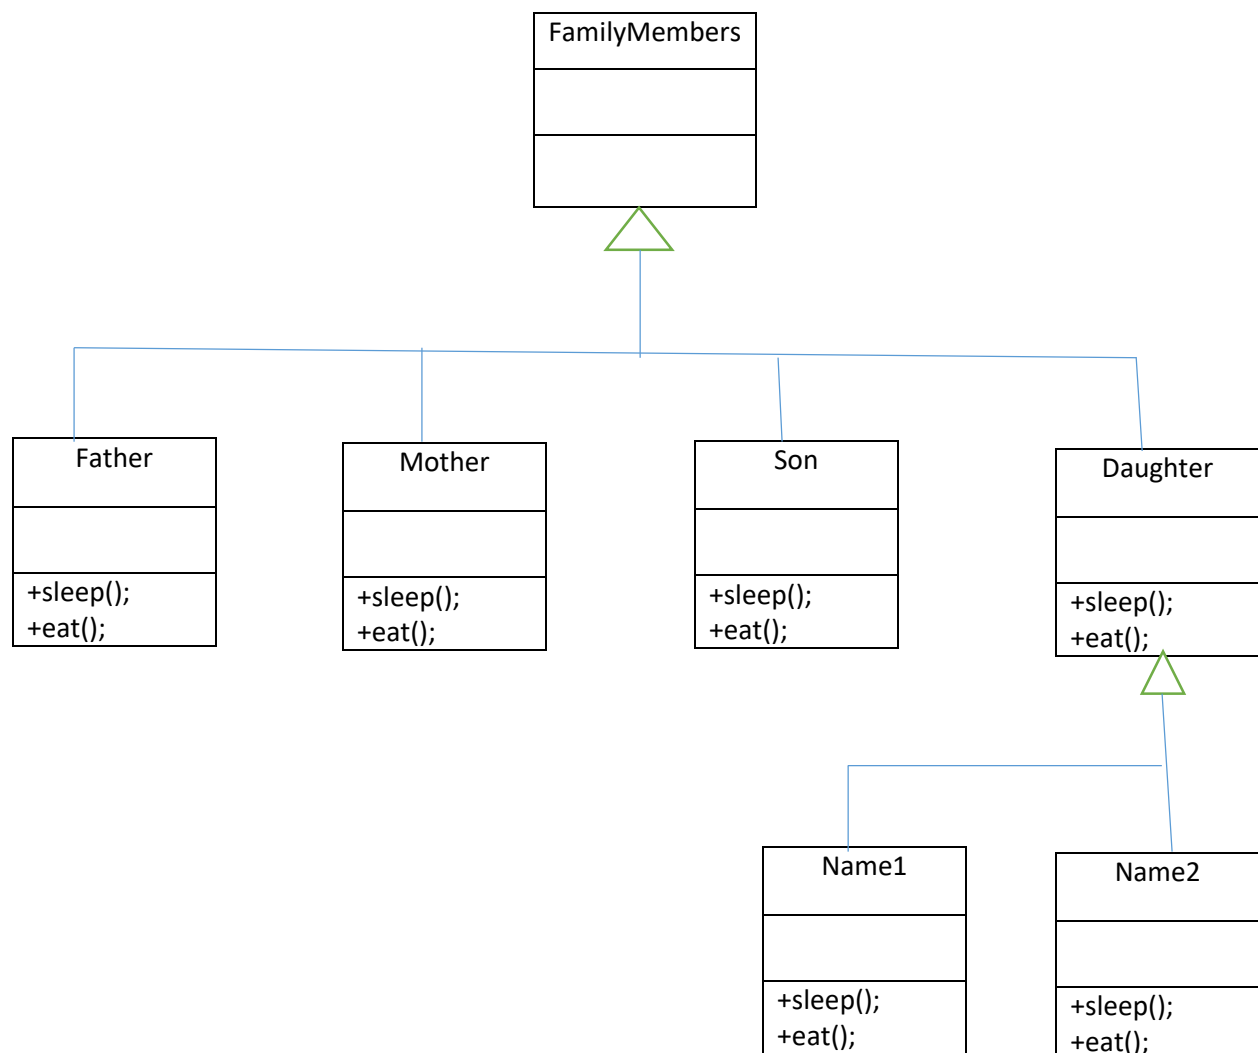 FamilyMembers
Father
Mother
Son
Daughter
+sleep();
+eat();
+sleep();
+eat();
+sleep();
+eat();
+sleep();
+eat();
Name1
Name2
+sleep();
+eat();
+sleep();
+eat();